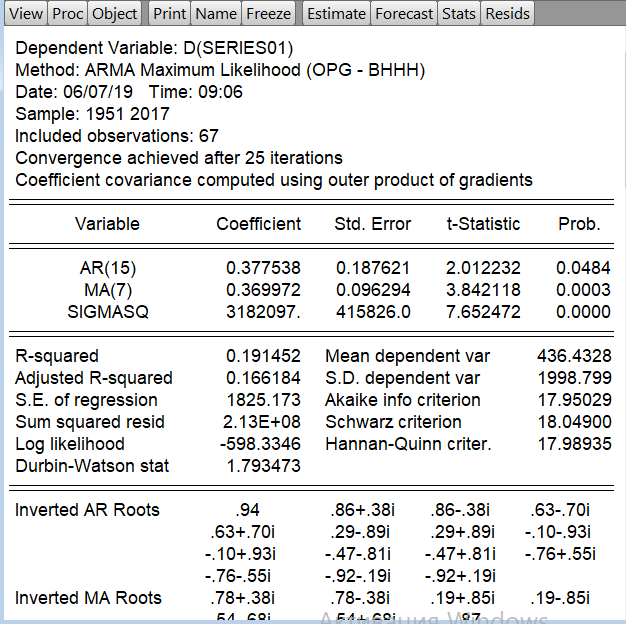 View Proc Object Print Name Freeze Estimate Forecast Stats Resids
Dependent Variable: D(SERIES01)
Method: ARMA Maximum Likelihood (OPG - BHHH)
Date: 06/07/19 Time: 09:06
Sample: 1951 2017
Included observations: 67
Convergence achieved after 25 iterations
Coefficient covariance computed using outer product of gradients
Variable Coefficient Std. Error t-Statistic Prob.
AR(15) 0.377538 0.187621 2.012232 0.0484
MA(7) 0.369972 0.096294 3.842118 0.0003
SIGMASQ 3182097. 415826.0 7.652472 0.0000
R-squared 0.191452 Mean dependent var 436.4328
Adjusted R-squared 0.166184 S.D. dependent var 1998.799
S.E. of regression 1825.173 Akaike info criterion 17.95029
Sum squared resid 2.13E+08 Schwarz criterion 18.04900
Log likelihood -598.3346 Hannan-Quinn criter. 17.98935
Durbin-Watson stat 1.793473
Inverted AR Roots .94 .86+.38i .86-.38i .63-.70i
.63+.70i .29-.89i .29+.89i -.10-.93i
-.10+.93i -.47-.81i -.47+.81i -.76+.55i
-.76-.55i -.92-.19i -.92+.19i
Inverted MA Roots .78+.38i .78-.38i .19+.85i .19-.85i
Активация Windows